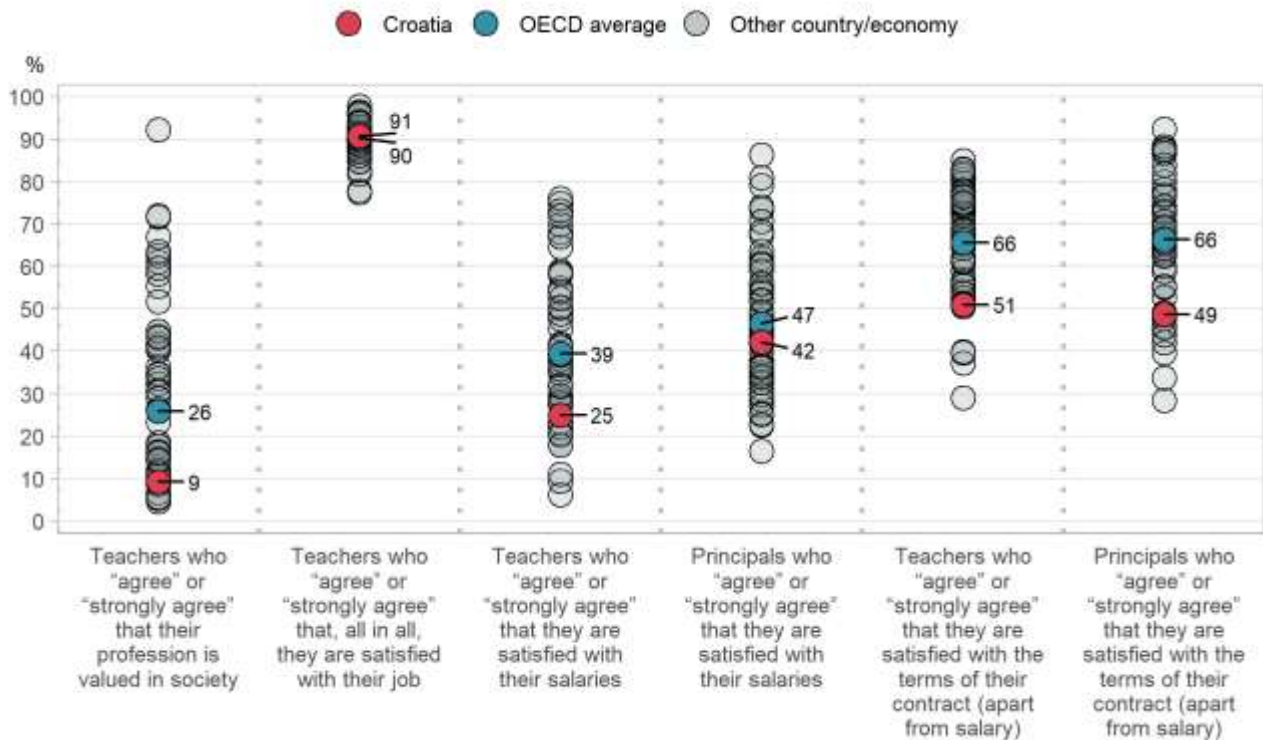 Croatia OECD average Other country/economy
%
100
90
80
70
60
50
40
30
20
10
0
26
9
91
90
39
25
47
42
66
51
66
49
Teachers who
“agree” or
“strongly agree”
that their
profession is
valued in society
Teachers who
“agree” or
“strongly agree”
that, all in all,
they are satisfied
with their job
Teachers who
“agree” or
“strongly agree”
that they are
satisfied with
their salaries
Principals who
“agree” or
“strongly agree”
that they are
satisfied with
their salaries
Teachers who
“agree” or
“strongly agree”
that they are
satisfied with the
terms of their
contract (apart
from salary)
Principals who
“agree” or
“strongly agree”
that they are
satisfied with the
terms of their
contract (apart
from salary)